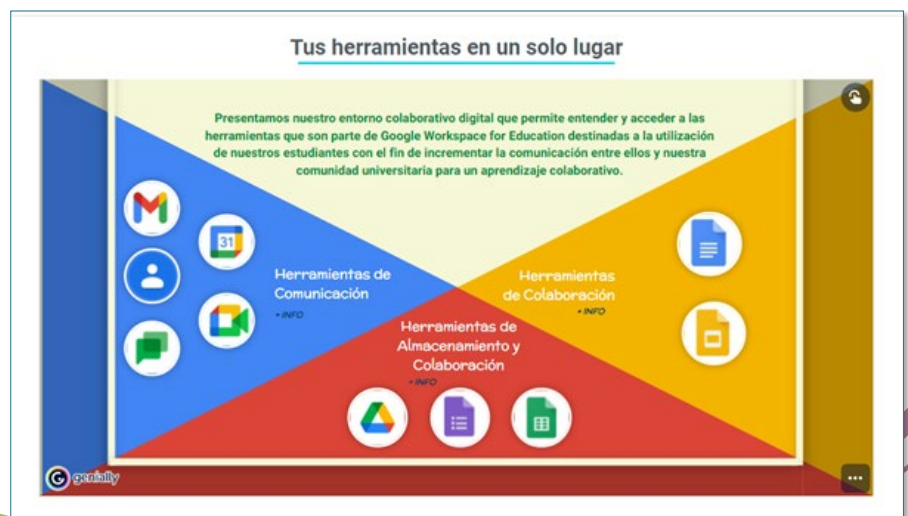 Tus herramientas en un solo lugar
Presentamos nuestro entorno colaborativo digital que permite entender y acceder a las
herramientas que son parte de Google Workspace for Education destinadas a la utilización
de nuestros estudiantes con el fin de incrementar la comunicación entre ellos y nuestra
comunidad universitaria para un aprendizaje colaborativo.
31
Herramientas de
Comunicación
+ INFO
Herramientas
de Colaboración
+ INFO
Herramientas de
Almacenamiento y
Colaboración
+ INFO
G genially